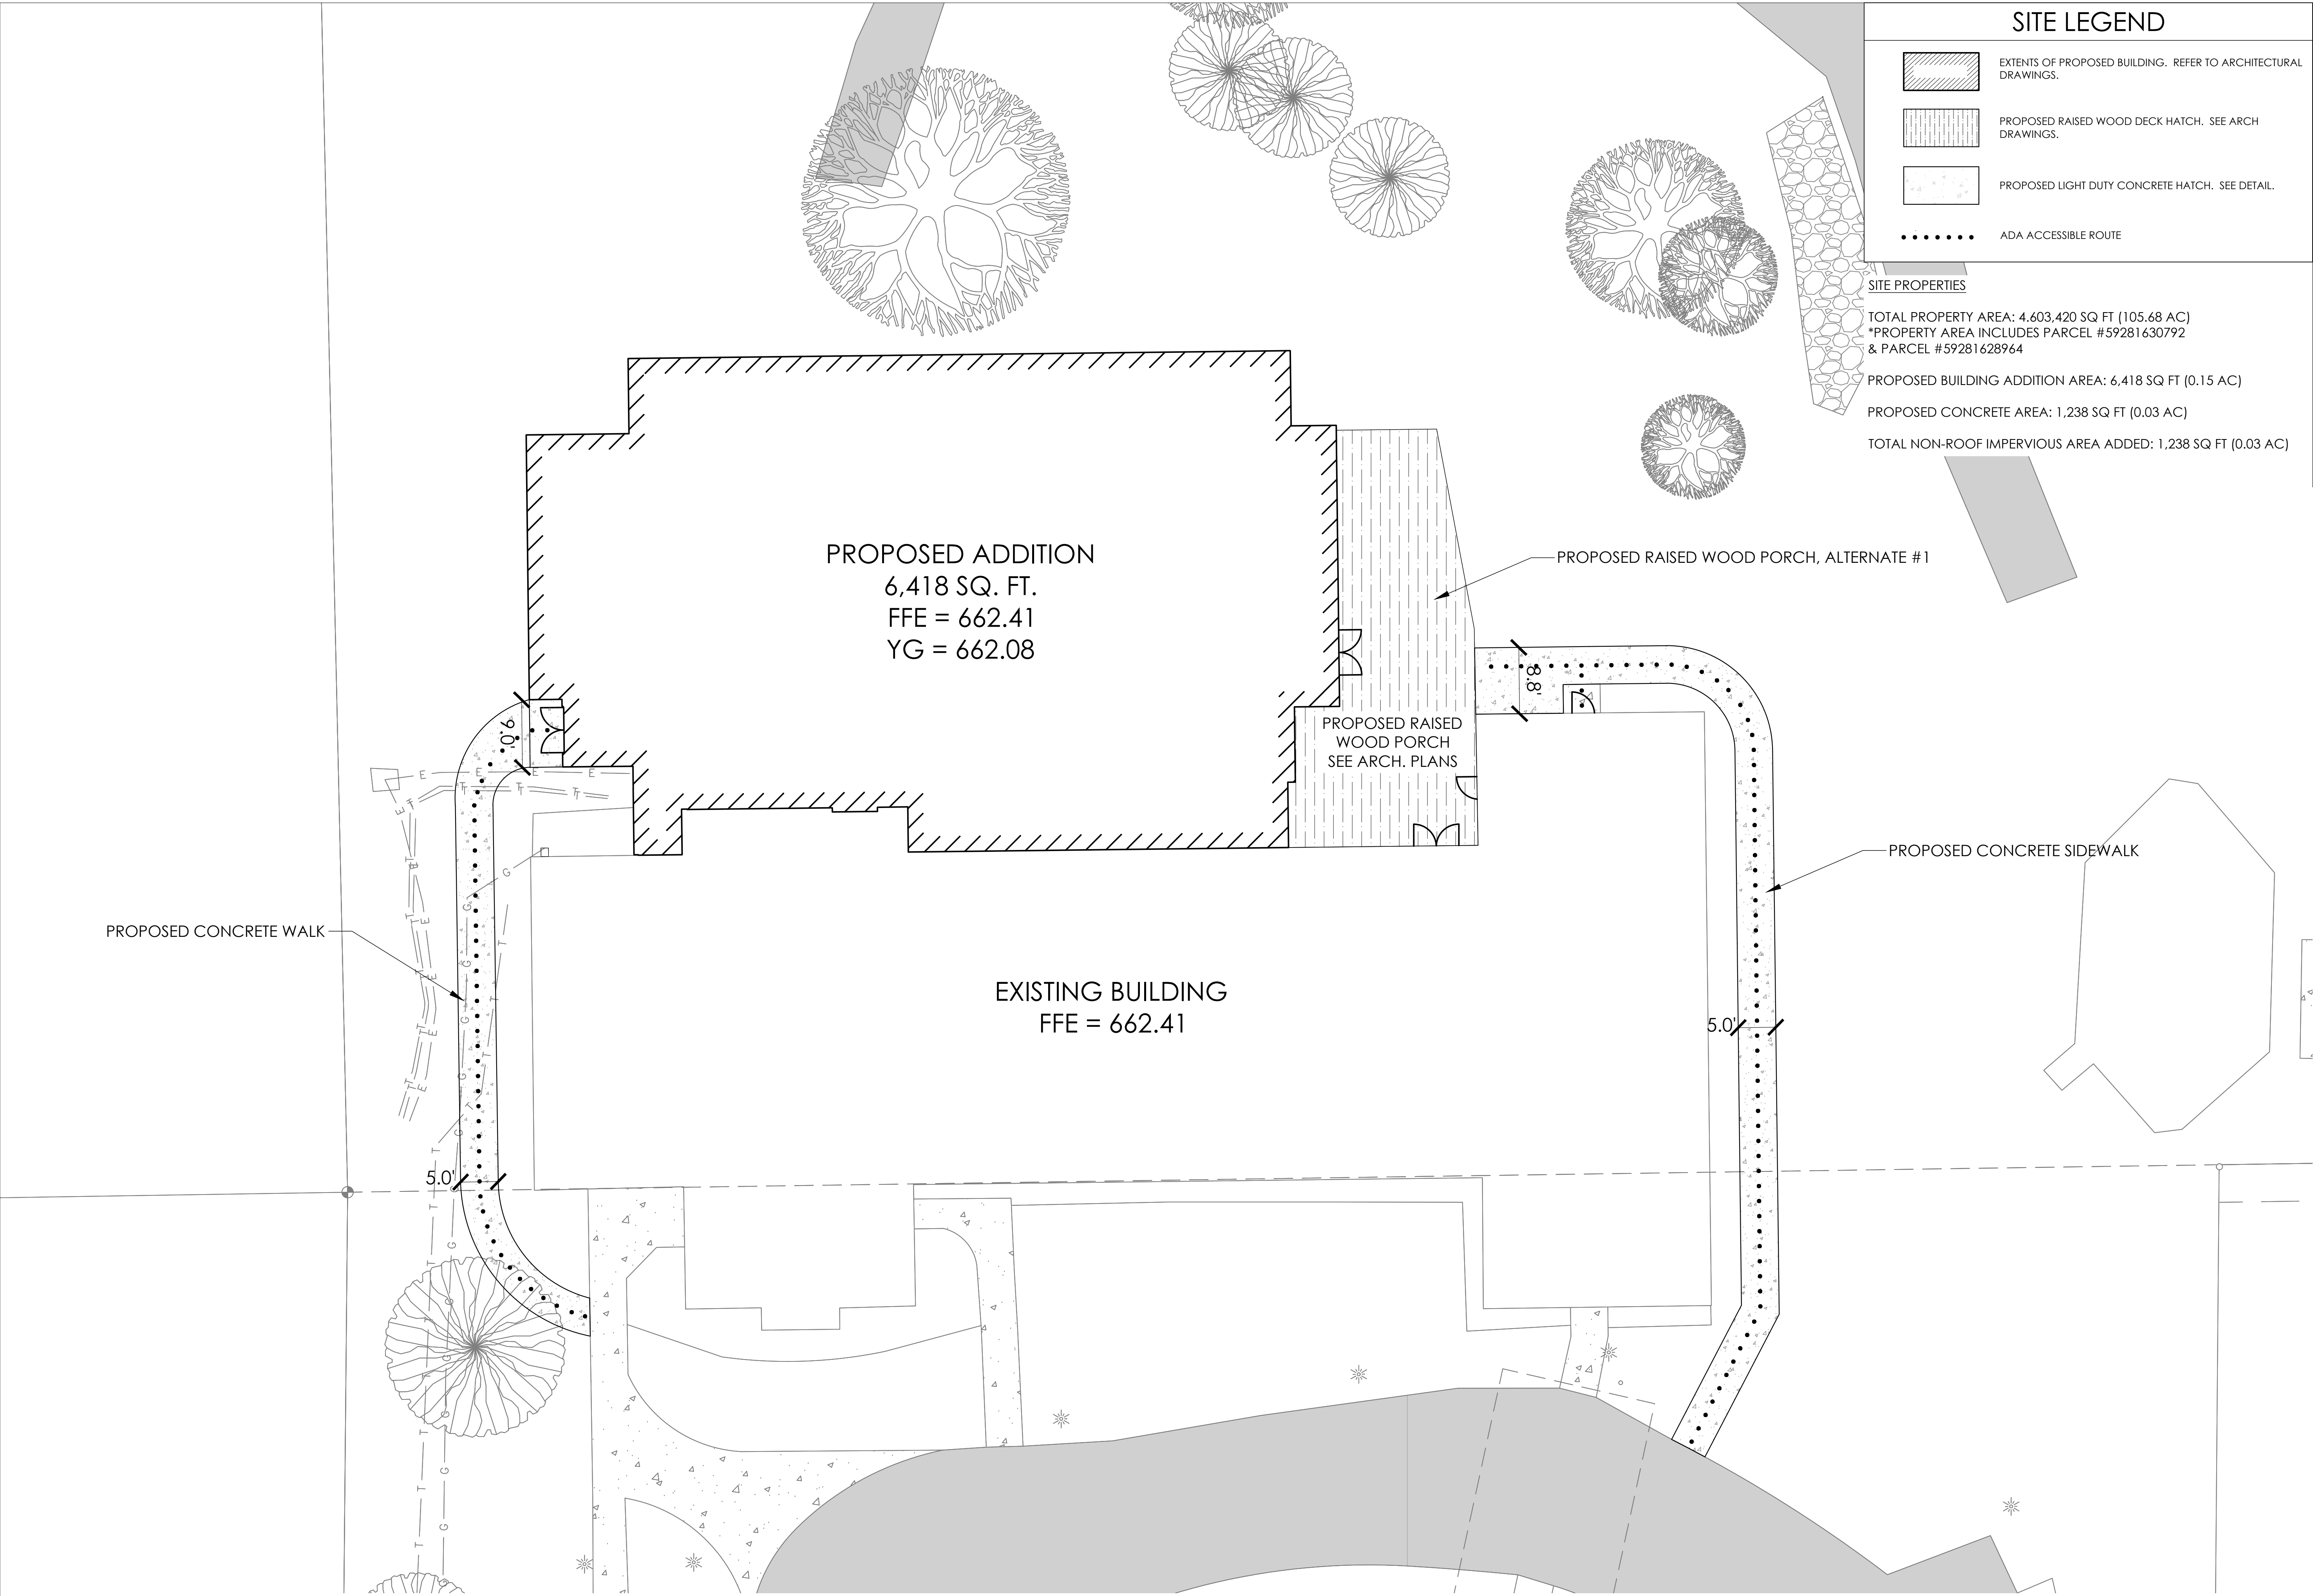 SITE LEGEND
EXTENTS OF PROPOSED BUILDING. REFER TO ARCHITECTURAL
DRAWINGS.
PROPOSED RAISED WOOD DECK HATCH. SEE ARCH
DRAWINGS.
PROPOSED LIGHT DUTY CONCRETE HATCH. SEE DETAIL.
ADA ACCESSIBLE ROUTE
SITE PROPERTIES
TOTAL PROPERTY AREA: 4.603,420 SQ FT (105.68 AC)
*PROPERTY AREA INCLUDES PARCEL #59281630792
& PARCEL #59281628964
PROPOSED BUILDING ADDITION AREA: 6,418 SQ FT (0.15 AC)
PROPOSED CONCRETE AREA: 1,238 SQ FT (0.03 AC)
TOTAL NON-ROOF IMPERVIOUS AREA ADDED: 1,238 SQ FT (0.03 AC)
PROPOSED ADDITION
6,418 SQ. FT.
FFE = 662.41
YG = 662.08
PROPOSED RAISED WOOD PORCH, ALTERNATE #1
8.8'
9.0'
PROPOSED RAISED
WOOD PORCH
SEE ARCH. PLANS
PROPOSED CONCRETE SIDEWALK
PROPOSED CONCRETE WALK
EXISTING BUILDING
FFE = 662.41
5.0'
5.0'